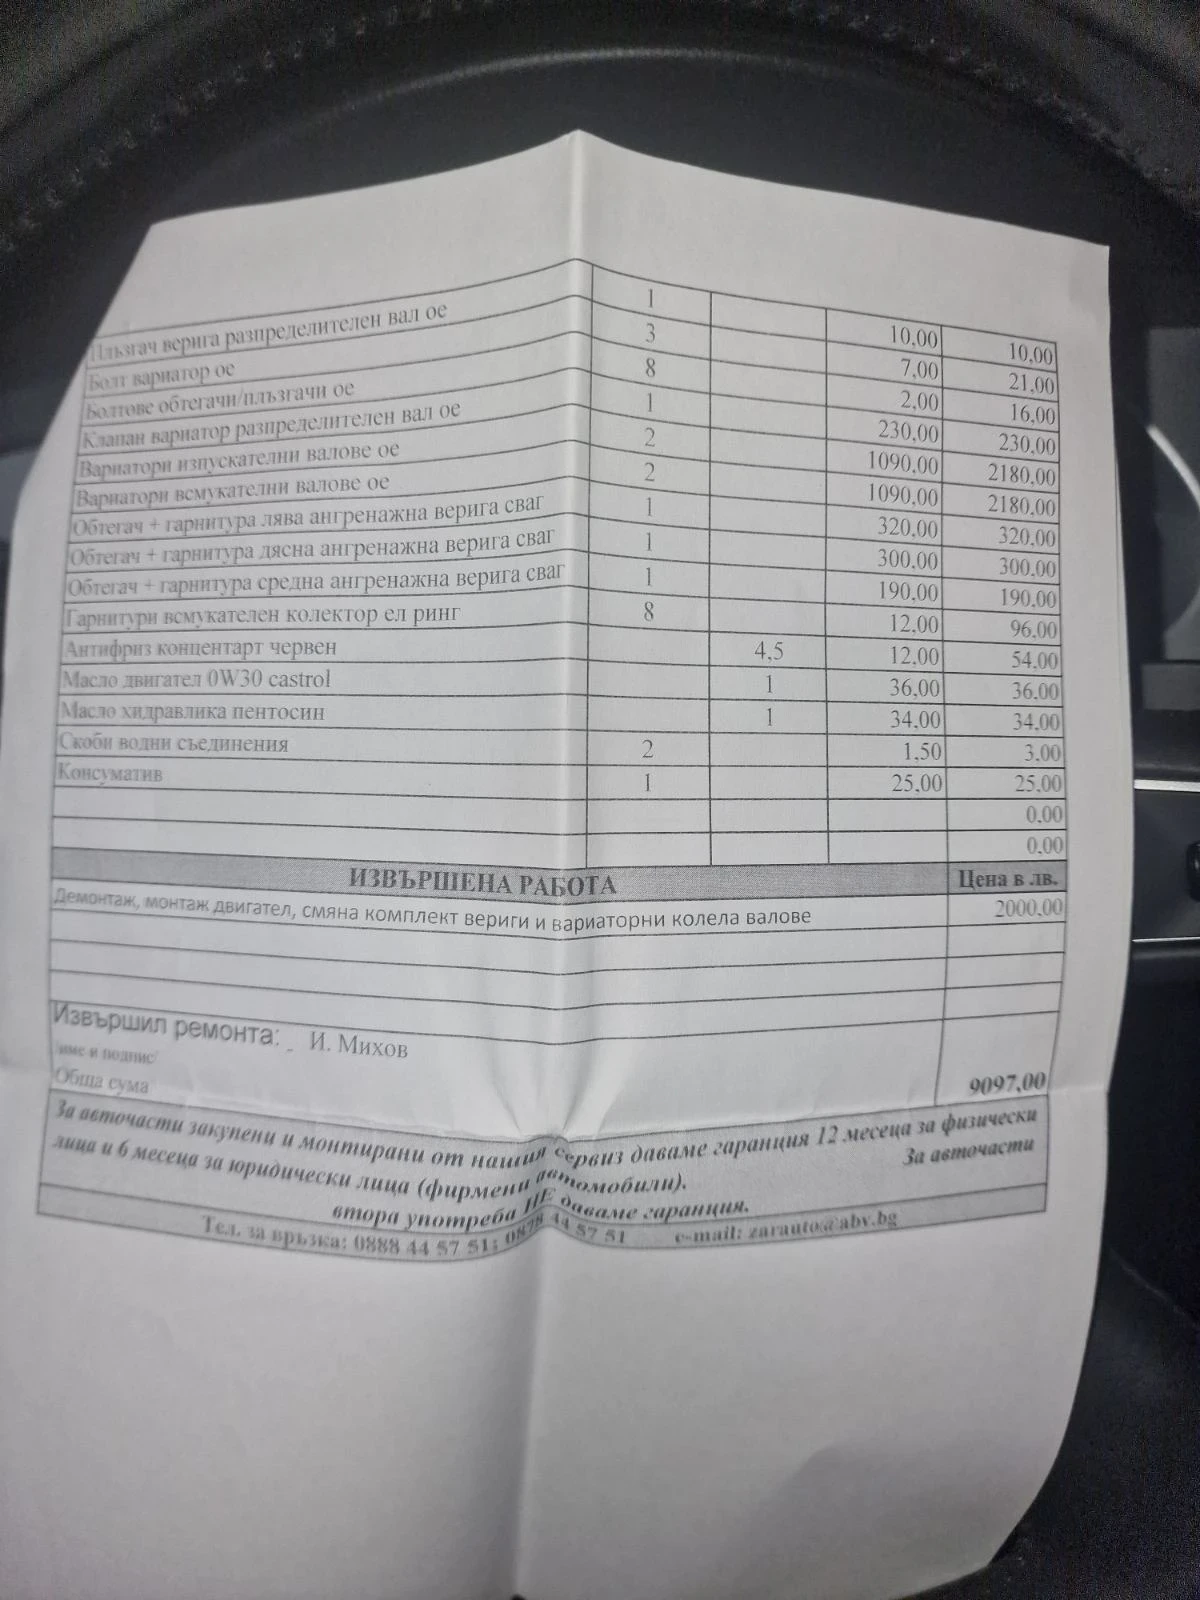 Плъзгач верига разпределителен вал ое 1 10,00 10,00
Болт вариатор ое 3 7,00 21,00
Болтове обтегачи/плъзгачи ое 8 2,00 16,00
Клапан вариатор разпределителен вал ое 1 230,00 230,00
Вариатори изпускателни валове ое 2 1090,00 2180,00
Вариатори всмукателни валове ое 2 1090,00 2180,00
Обтегач + гарнитура лява ангренажна верига сваг 1 320,00 320,00
Обтегач + гарнитура дясна ангренажна верига сваг 1 300,00 300,00
Обтегач + гарнитура средна ангренажна верига сваг 1 190,00 190,00
Гарнитури всмукателен колектор ел ринг 8 12,00 96,00
Антифриз концентарт червен 4,5 12,00 54,00
Масло двигател 0W30 castrol 1 36,00 36,00
Масло хидравлика пентосин 1 34,00 34,00
Скоби водни съединения 2 1,50 3,00
Консуматив 1 25,00 25,00
0,00
0,00
ИЗВЪРШЕНА РАБОТА Цена в лв.
Демонтаж, монтаж двигател, смяна комплект вериги и вариаторни колела валове 2000,00
Извършил ремонта: И. Михов
/име и подпис/
Обща сума 9097,00
За авточасти закупени и монтирани от нашия сервиз даваме гаранция 12 месеца за физически
лица и 6 месеца за юридически лица (фирмени автомобили). За авточасти
втора употреба НЕ даваме гаранция.
Тел. за връзка: 0888 44 57 51; 0878 44 57 51 e-mail: zarauto@abv.bg